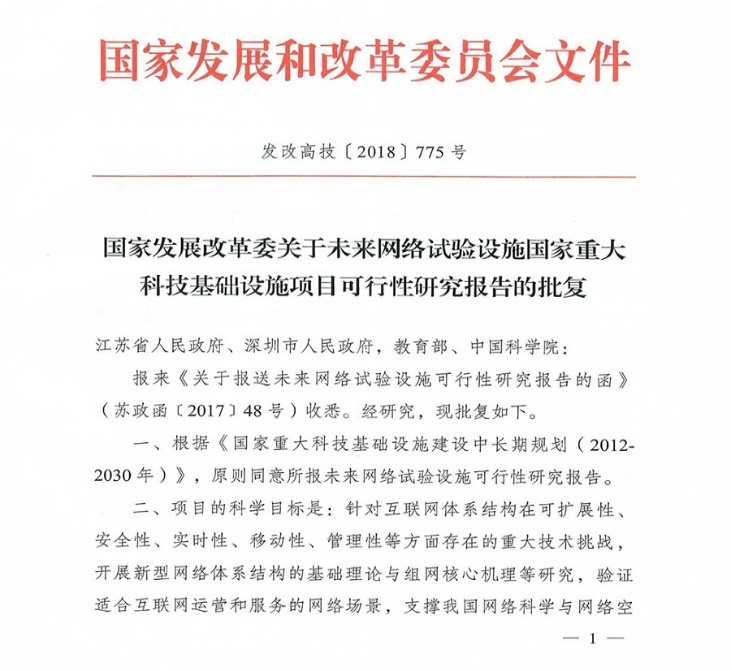 国家发展和改革委员会文件
发改高技〔2018〕775 号
国家发展改革委关于未来网络试验设施国家重大
科技基础设施项目可行性研究报告的批复
江苏省人民政府、深圳市人民政府，教育部、中国科学院：
报来《关于报送未来网络试验设施可行性研究报告的函》
（苏政函〔2017〕48 号）收悉。经研究，现批复如下。
一、根据《国家重大科技基础设施建设中长期规划（2012-
2030 年）》，原则同意所报未来网络试验设施可行性研究报告。
二、项目的科学目标是：针对互联网体系结构在可扩展性、
安全性、实时性、移动性、管理性等方面存在的重大技术挑战，
开展新型网络体系结构的基础理论与组网核心机理等研究，验证
适合互联网运营和服务的网络场景，支撑我国网络科学与网络空
— 1 —